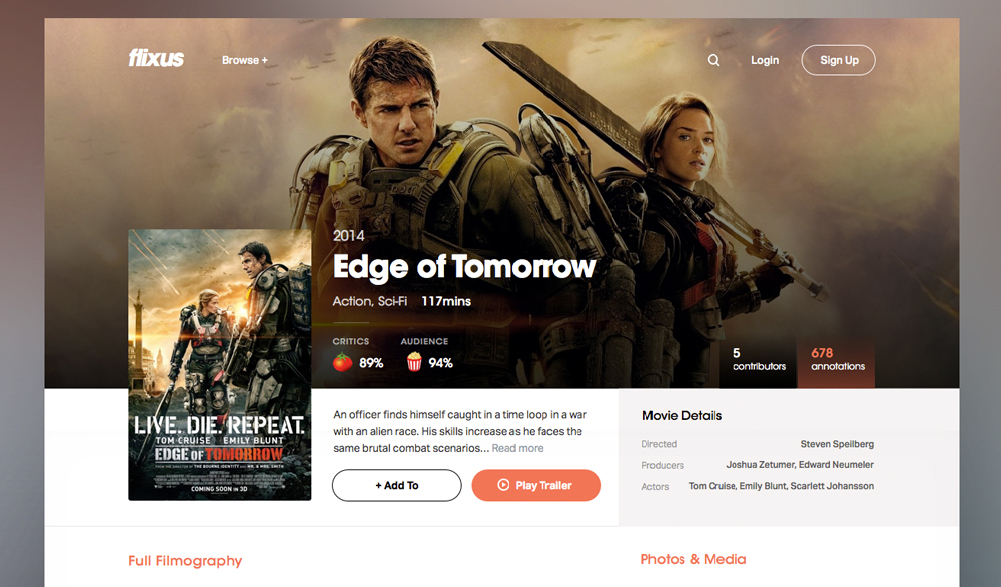 flixus
Browse +
Login
Sign Up
2014
Edge of Tomorrow
Action, Sci-Fi 117mins
CRITICS AUDIENCE
89% 94%
5
contributors
678
annotations
LIVE. DIE. REPEAT.
TOM CRUISE EMILY BLUNT
EDGE OF TOMORROW
FROM THE DIRECTOR OF THE BOURNE IDENTITY AND MR. & MRS. SMITH
COMING SOON IN 3D
An officer finds himself caught in a time loop in a war
with an alien race. His skills increase as he faces the
same brutal combat scenarios... Read more
+ Add To
Play Trailer
Movie Details
Directed Steven Speilberg
Producers Joshua Zetumer, Edward Neumeler
Actors Tom Cruise, Emily Blunt, Scarlett Johansson
Full Filmography
Photos & Media